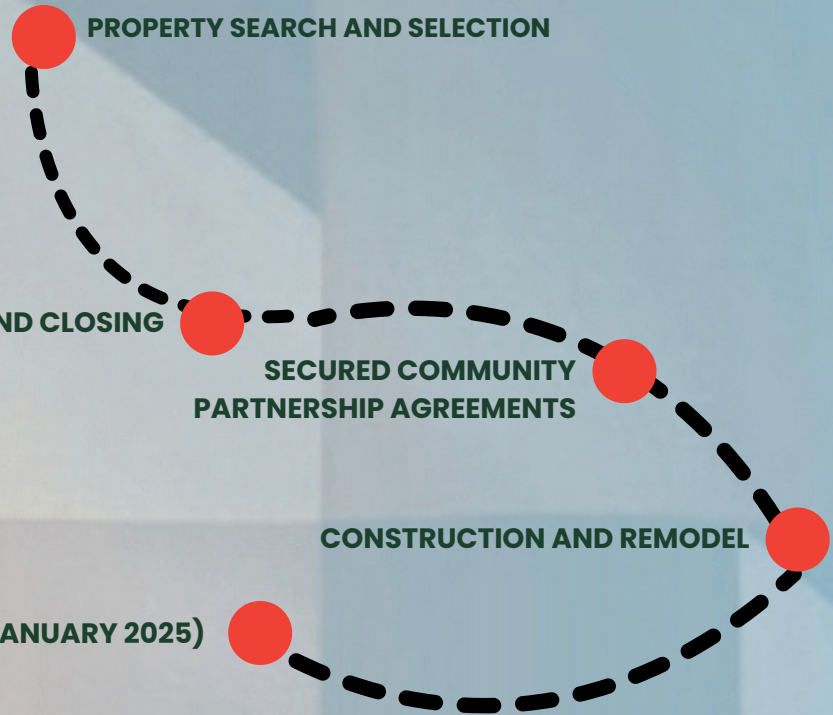 PROPERTY SEARCH AND SELECTION
ND CLOSING
SECURED COMMUNITY
PARTNERSHIP AGREEMENTS
CONSTRUCTION AND REMODEL
ANUARY 2025)